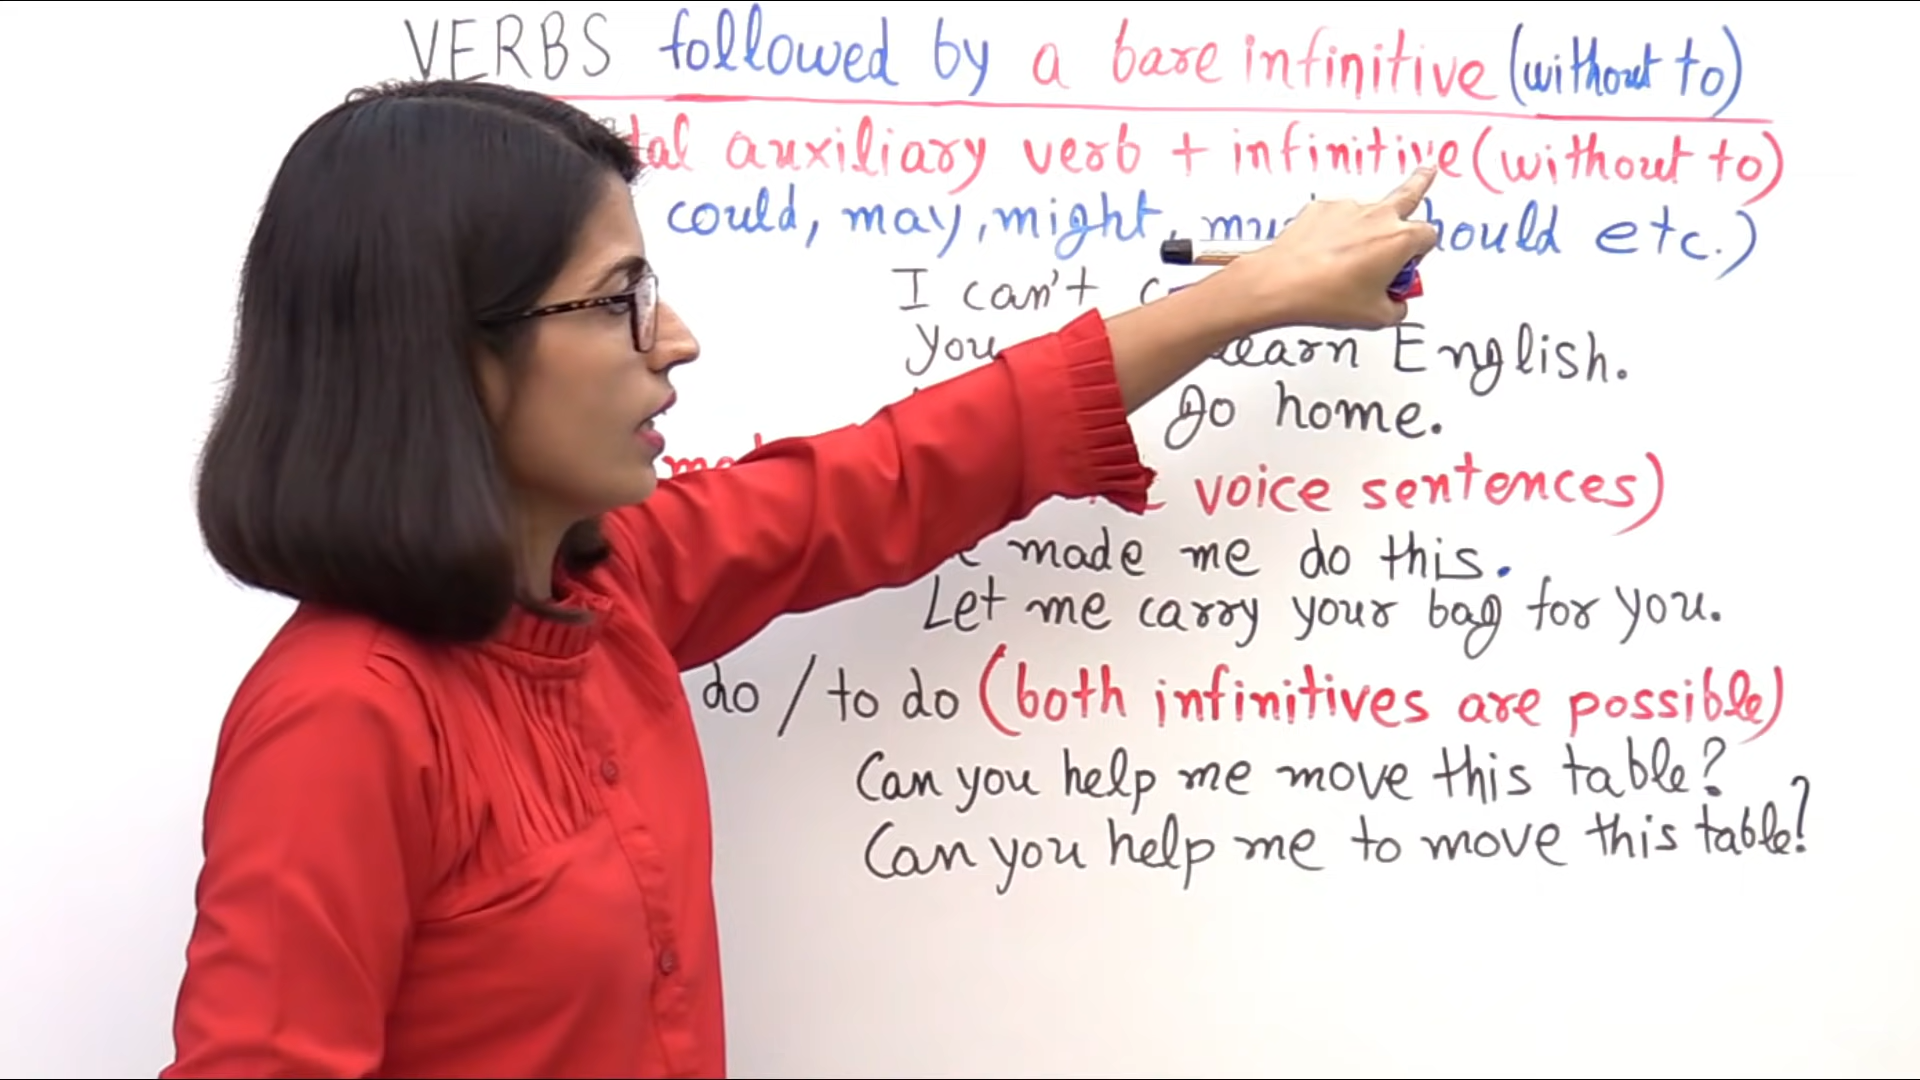 VERBS followed by a bare infinitive (without to)
auxiliary verb + infinitive (without to)
could, may, might, etc.)
I can't
You learn English.
go home.
voice sentences)
made me do this.
Let me carry your bag for you.
do / to do (both infinitives are possible)
Can you help me move this table?
Can you help me to move this table?